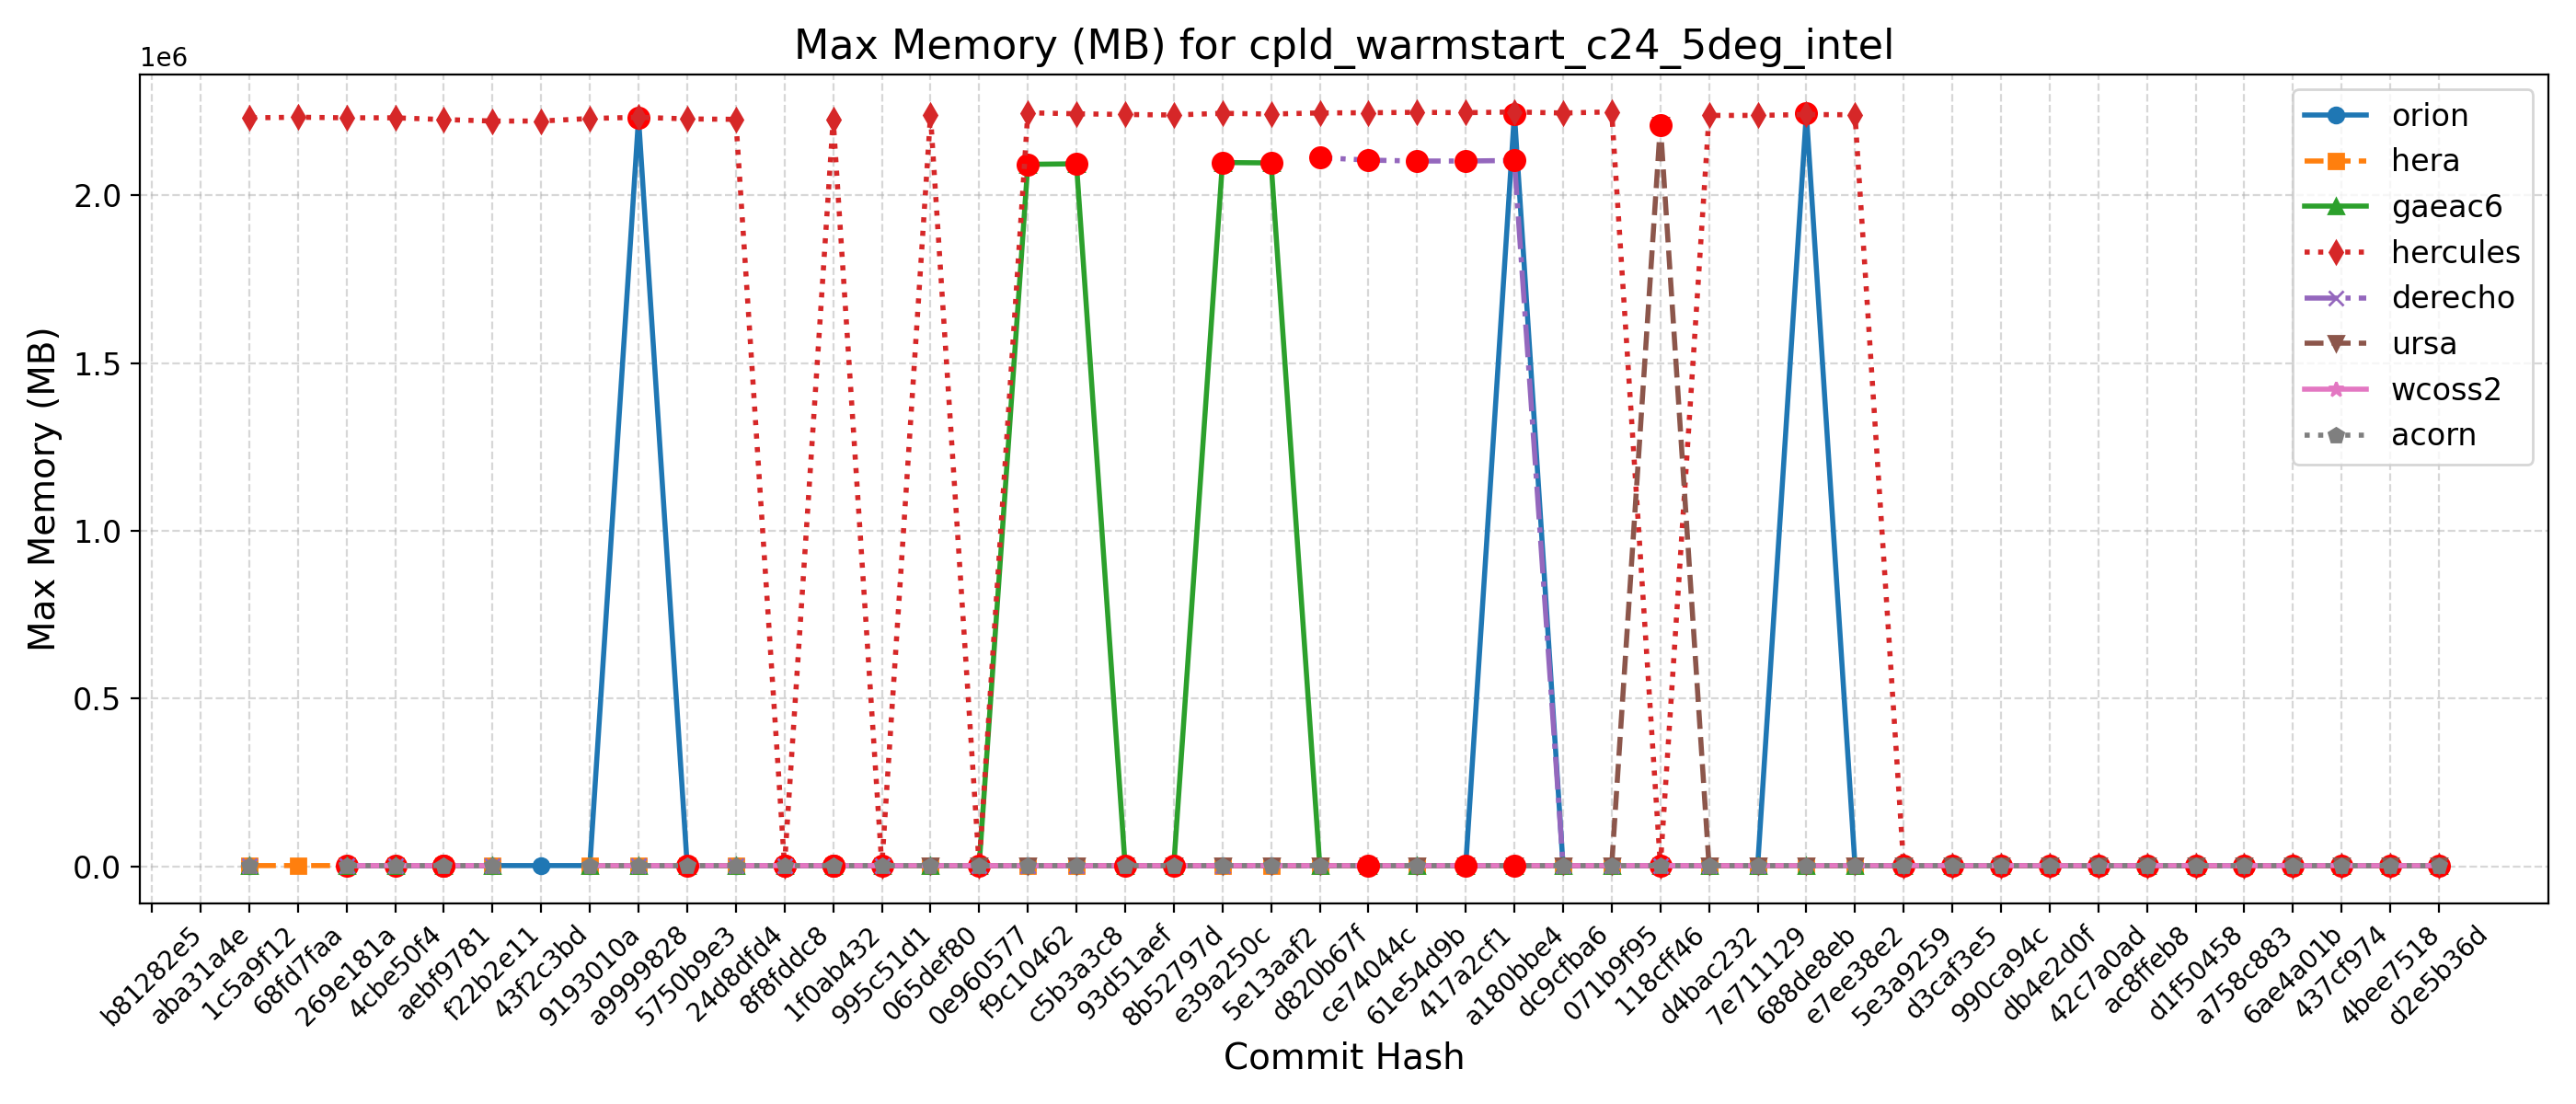 Max Memory (MB) for cpld_warmstart_c24_5deg_intel
1e6
2.0
1.5
1.0
0.5
0.0
Max Memory (MB)
orion
hera
gaeac6
hercules
derecho
ursa
wcoss2
acorn
b81282e5
aba31a4e
1c5a9f12
68fd7faa
269e181a
4cbe50f4
aebf9781
f22b2e11
43f2c3bd
9193010a
a9999828
5750b9e3
24d8dfd4
8f8fddc8
1f0ab432
995c51d1
065def80
0e960577
f9c10462
c5b3a3c8
93d51aef
8b52797d
e39a250c
5e13aaf2
d820b67f
ce74044c
61e54d9b
417a2cf1
a180bbe4
dc9cfba6
071b9f95
118cff46
d4bac232
7e711129
688de8eb
e7ee38e2
5e3a9259
d3caf3e5
990ca94c
db4e2d0f
42c7a0ad
ac8ffeb8
d1f50458
a758c883
6ae4a01b
437cf974
4bee7518
d2e5b36d
Commit Hash